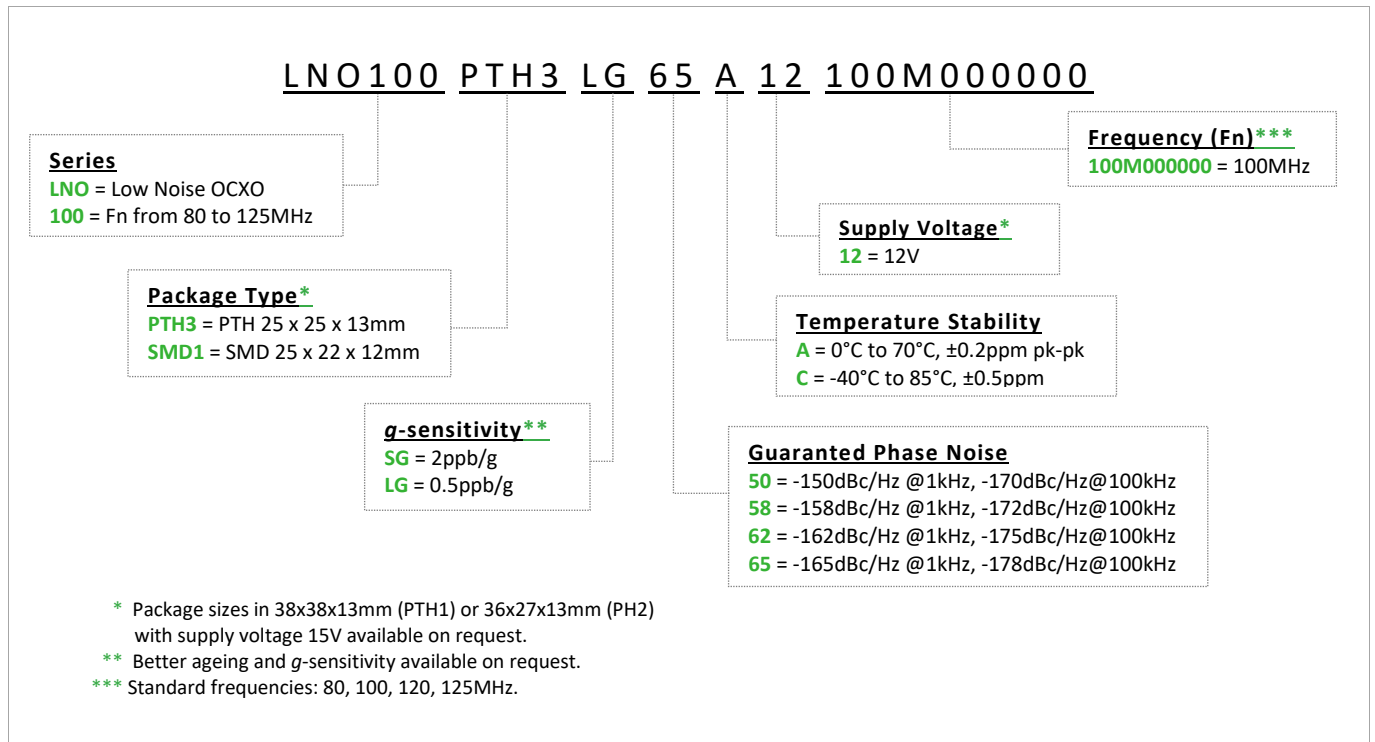 LNO100 PTH3 LG 65 A 12 100M000000
Series
LNO = Low Noise OCXO
100 = Fn from 80 to 125MHz
Frequency (Fn)***
100M000000 = 100MHz
Supply Voltage*
12 = 12V
Package Type*
PTH3 = PTH 25 x 25 x 13mm
SMD1 = SMD 25 x 22 x 12mm
Temperature Stability
A = 0°C to 70°C, ±0.2ppm pk-pk
C = -40°C to 85°C, ±0.5ppm
g-sensitivity**
SG = 2ppb/g
LG = 0.5ppb/g
Guaranted Phase Noise
50 = -150dBc/Hz @1kHz, -170dBc/Hz@100kHz
58 = -158dBc/Hz @1kHz, -172dBc/Hz@100kHz
62 = -162dBc/Hz @1kHz, -175dBc/Hz@100kHz
65 = -165dBc/Hz @1kHz, -178dBc/Hz@100kHz
* Package sizes in 38x38x13mm (PTH1) or 36x27x13mm (PH2)
with supply voltage 15V available on request.
** Better ageing and g-sensitivity available on request.
*** Standard frequencies: 80, 100, 120, 125MHz.